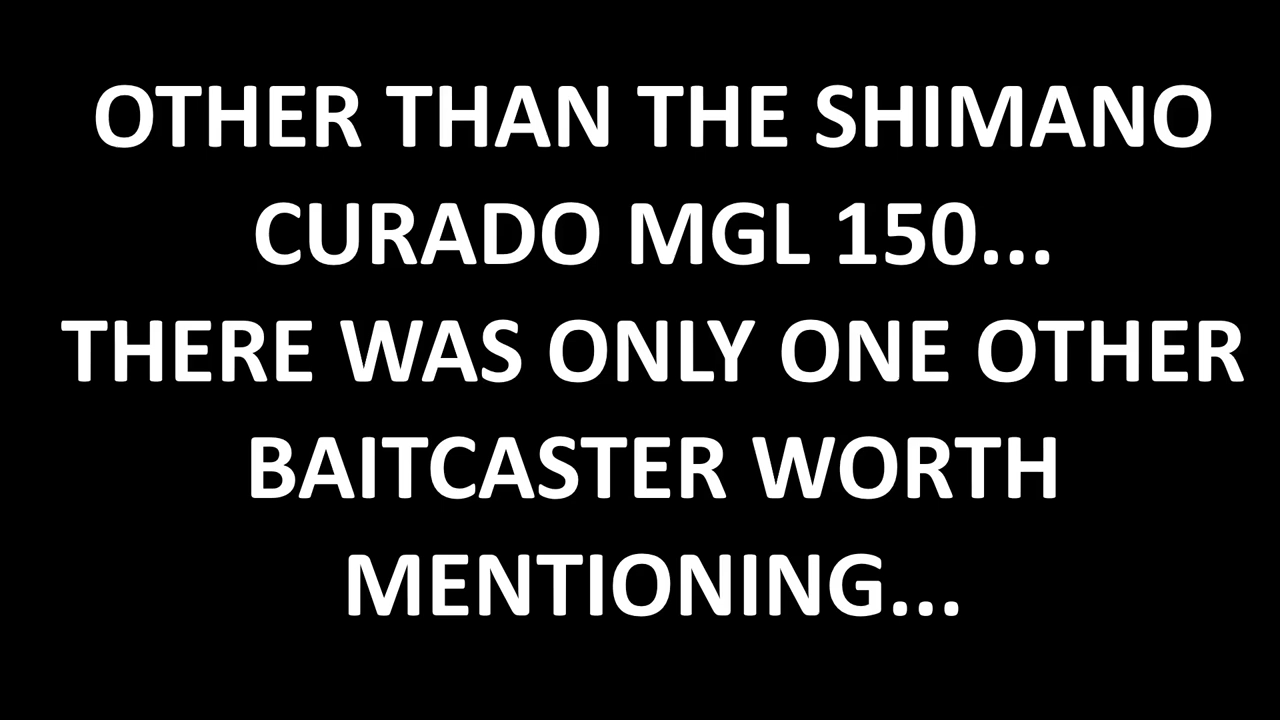 OTHER THAN THE SHIMANO
CURADO MGL 150...
THERE WAS ONLY ONE OTHER
BAITCASTER WORTH
MENTIONING...